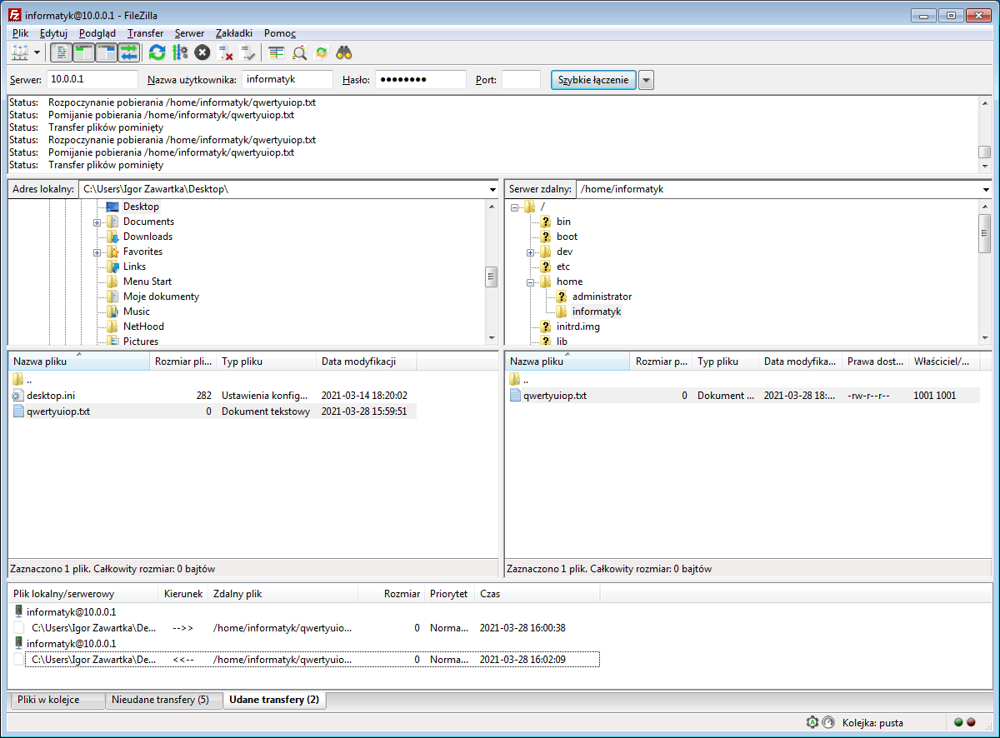 informatyk@10.0.0.1 - FileZilla
Plik Edytuj Podgląd Transfer Serwer Zakładki Pomoc
Serwer: 10.0.0.1 Nazwa użytkownika: informatyk Hasło: ●●●●●●●● Port: Szybkie łączenie
Status: Rozpoczynanie pobierania /home/informatyk/qwertyuiop.txt
Status: Pomijanie pobierania /home/informatyk/qwertyuiop.txt
Status: Transfer plików pominięty
Status: Rozpoczynanie pobierania /home/informatyk/qwertyuiop.txt
Status: Pomijanie pobierania /home/informatyk/qwertyuiop.txt
Status: Transfer plików pominięty
Adres lokalny: C:\Users\Igor Zawartka\Desktop\
Desktop
Documents
Downloads
Favorites
Links
Menu Start
Moje dokumenty
Music
NetHood
Pictures
Serwer zdalny: /home/informatyk
/
bin
boot
dev
etc
home
administrator
informatyk
initrd.img
lib
Nazwa pliku Rozmiar pli... Typ pliku Data modyfikacji
..
desktop.ini 282 Ustawienia konfig... 2021-03-14 18:20:02
qwertyuiop.txt 0 Dokument tekstowy 2021-03-28 15:59:51
Zaznaczono 1 plik. Całkowity rozmiar: 0 bajtów
Nazwa pliku Rozmiar p... Typ pliku Data modyfika... Prawa dost... Właściciel/...
..
qwertyuiop.txt 0 Dokument ... 2021-03-28 18:... -rw-r--r-- 1001 1001
Zaznaczono 1 plik. Całkowity rozmiar: 0 bajtów
Plik lokalny/serwerowy Kierunek Zdalny plik Rozmiar Priorytet Czas
informatyk@10.0.0.1
C:\Users\Igor Zawartka\De... -->> /home/informatyk/qwertyuio... 0 Norma... 2021-03-28 16:00:38
informatyk@10.0.0.1
C:\Users\Igor Zawartka\De... <<-- /home/informatyk/qwertyuio... 0 Norma... 2021-03-28 16:02:09
Pliki w kolejce Nieudane transfery (5) Udane transfery (2)
Kolejka: pusta